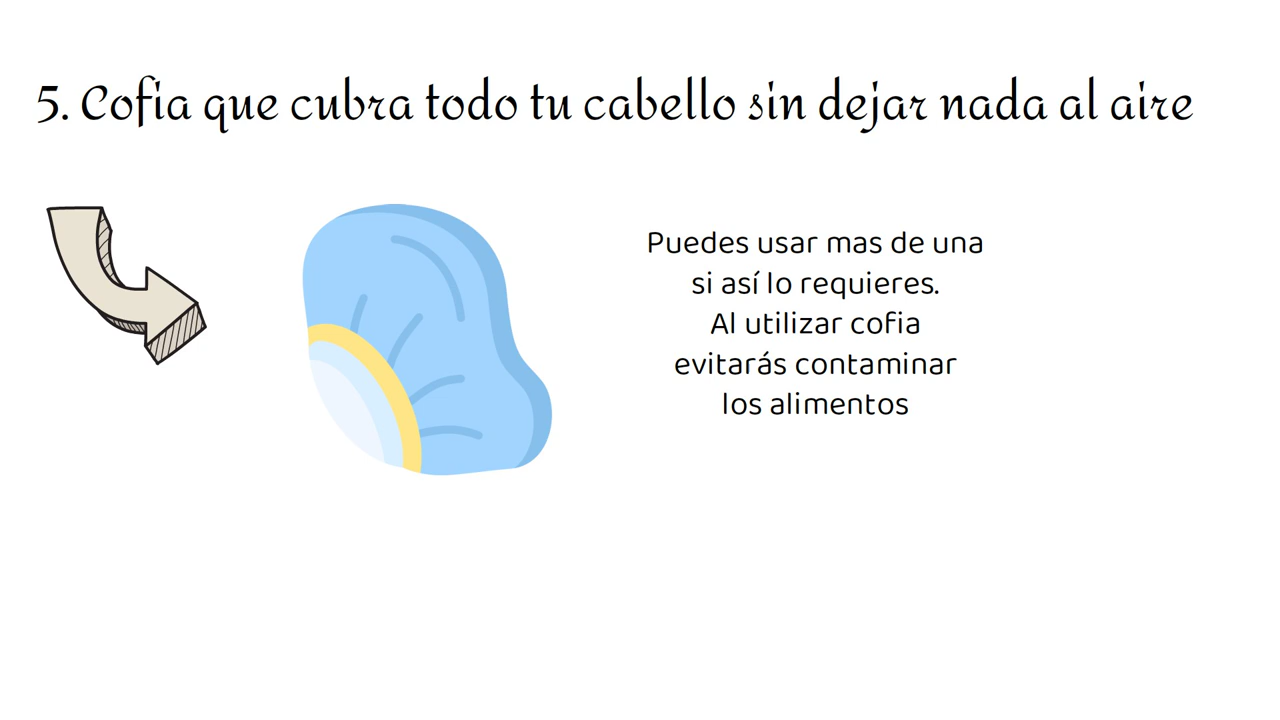 5. Cofia que cubra todo tu cabello sin dejar nada al aire
Puedes usar mas de una
si así lo requieres.
Al utilizar cofia
evitarás contaminar
los alimentos